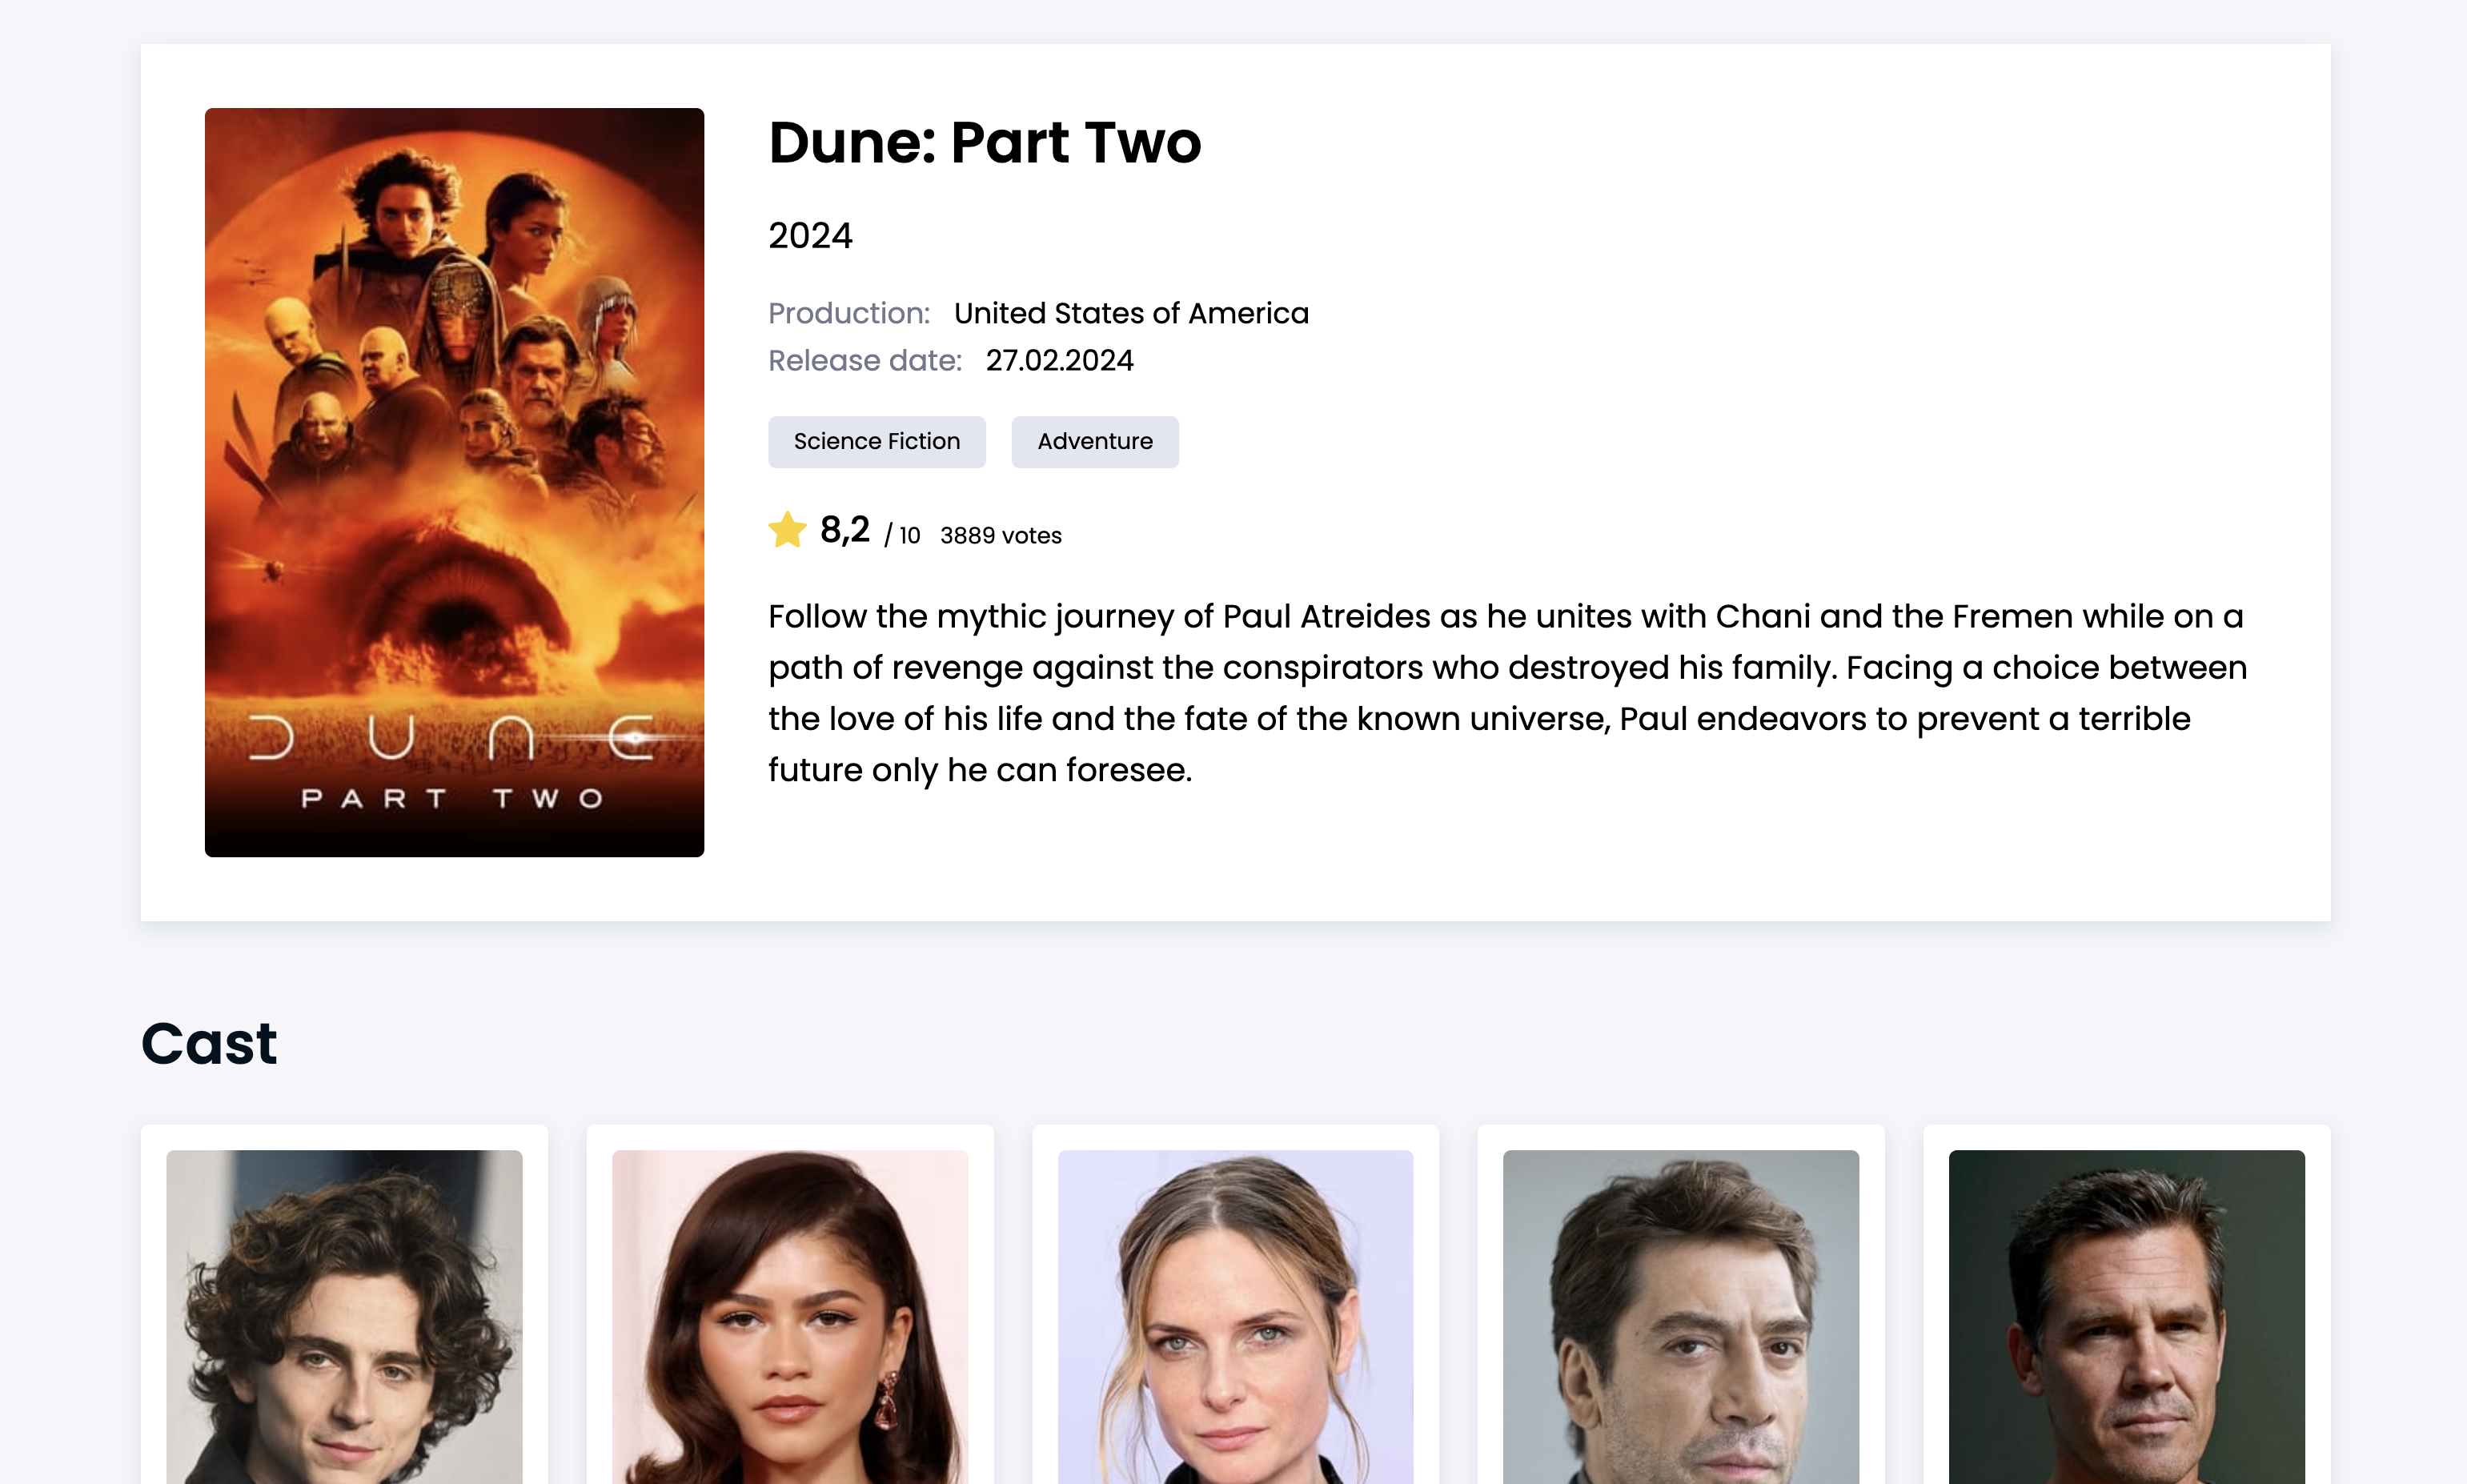 Dune: Part Two
2024
Production: United States of America
Release date: 27.02.2024
Science Fiction Adventure
8,2 / 10 3889 votes
Follow the mythic journey of Paul Atreides as he unites with Chani and the Fremen while on a
path of revenge against the conspirators who destroyed his family. Facing a choice between
the love of his life and the fate of the known universe, Paul endeavors to prevent a terrible
future only he can foresee.
DUNE
PART TWO
Cast